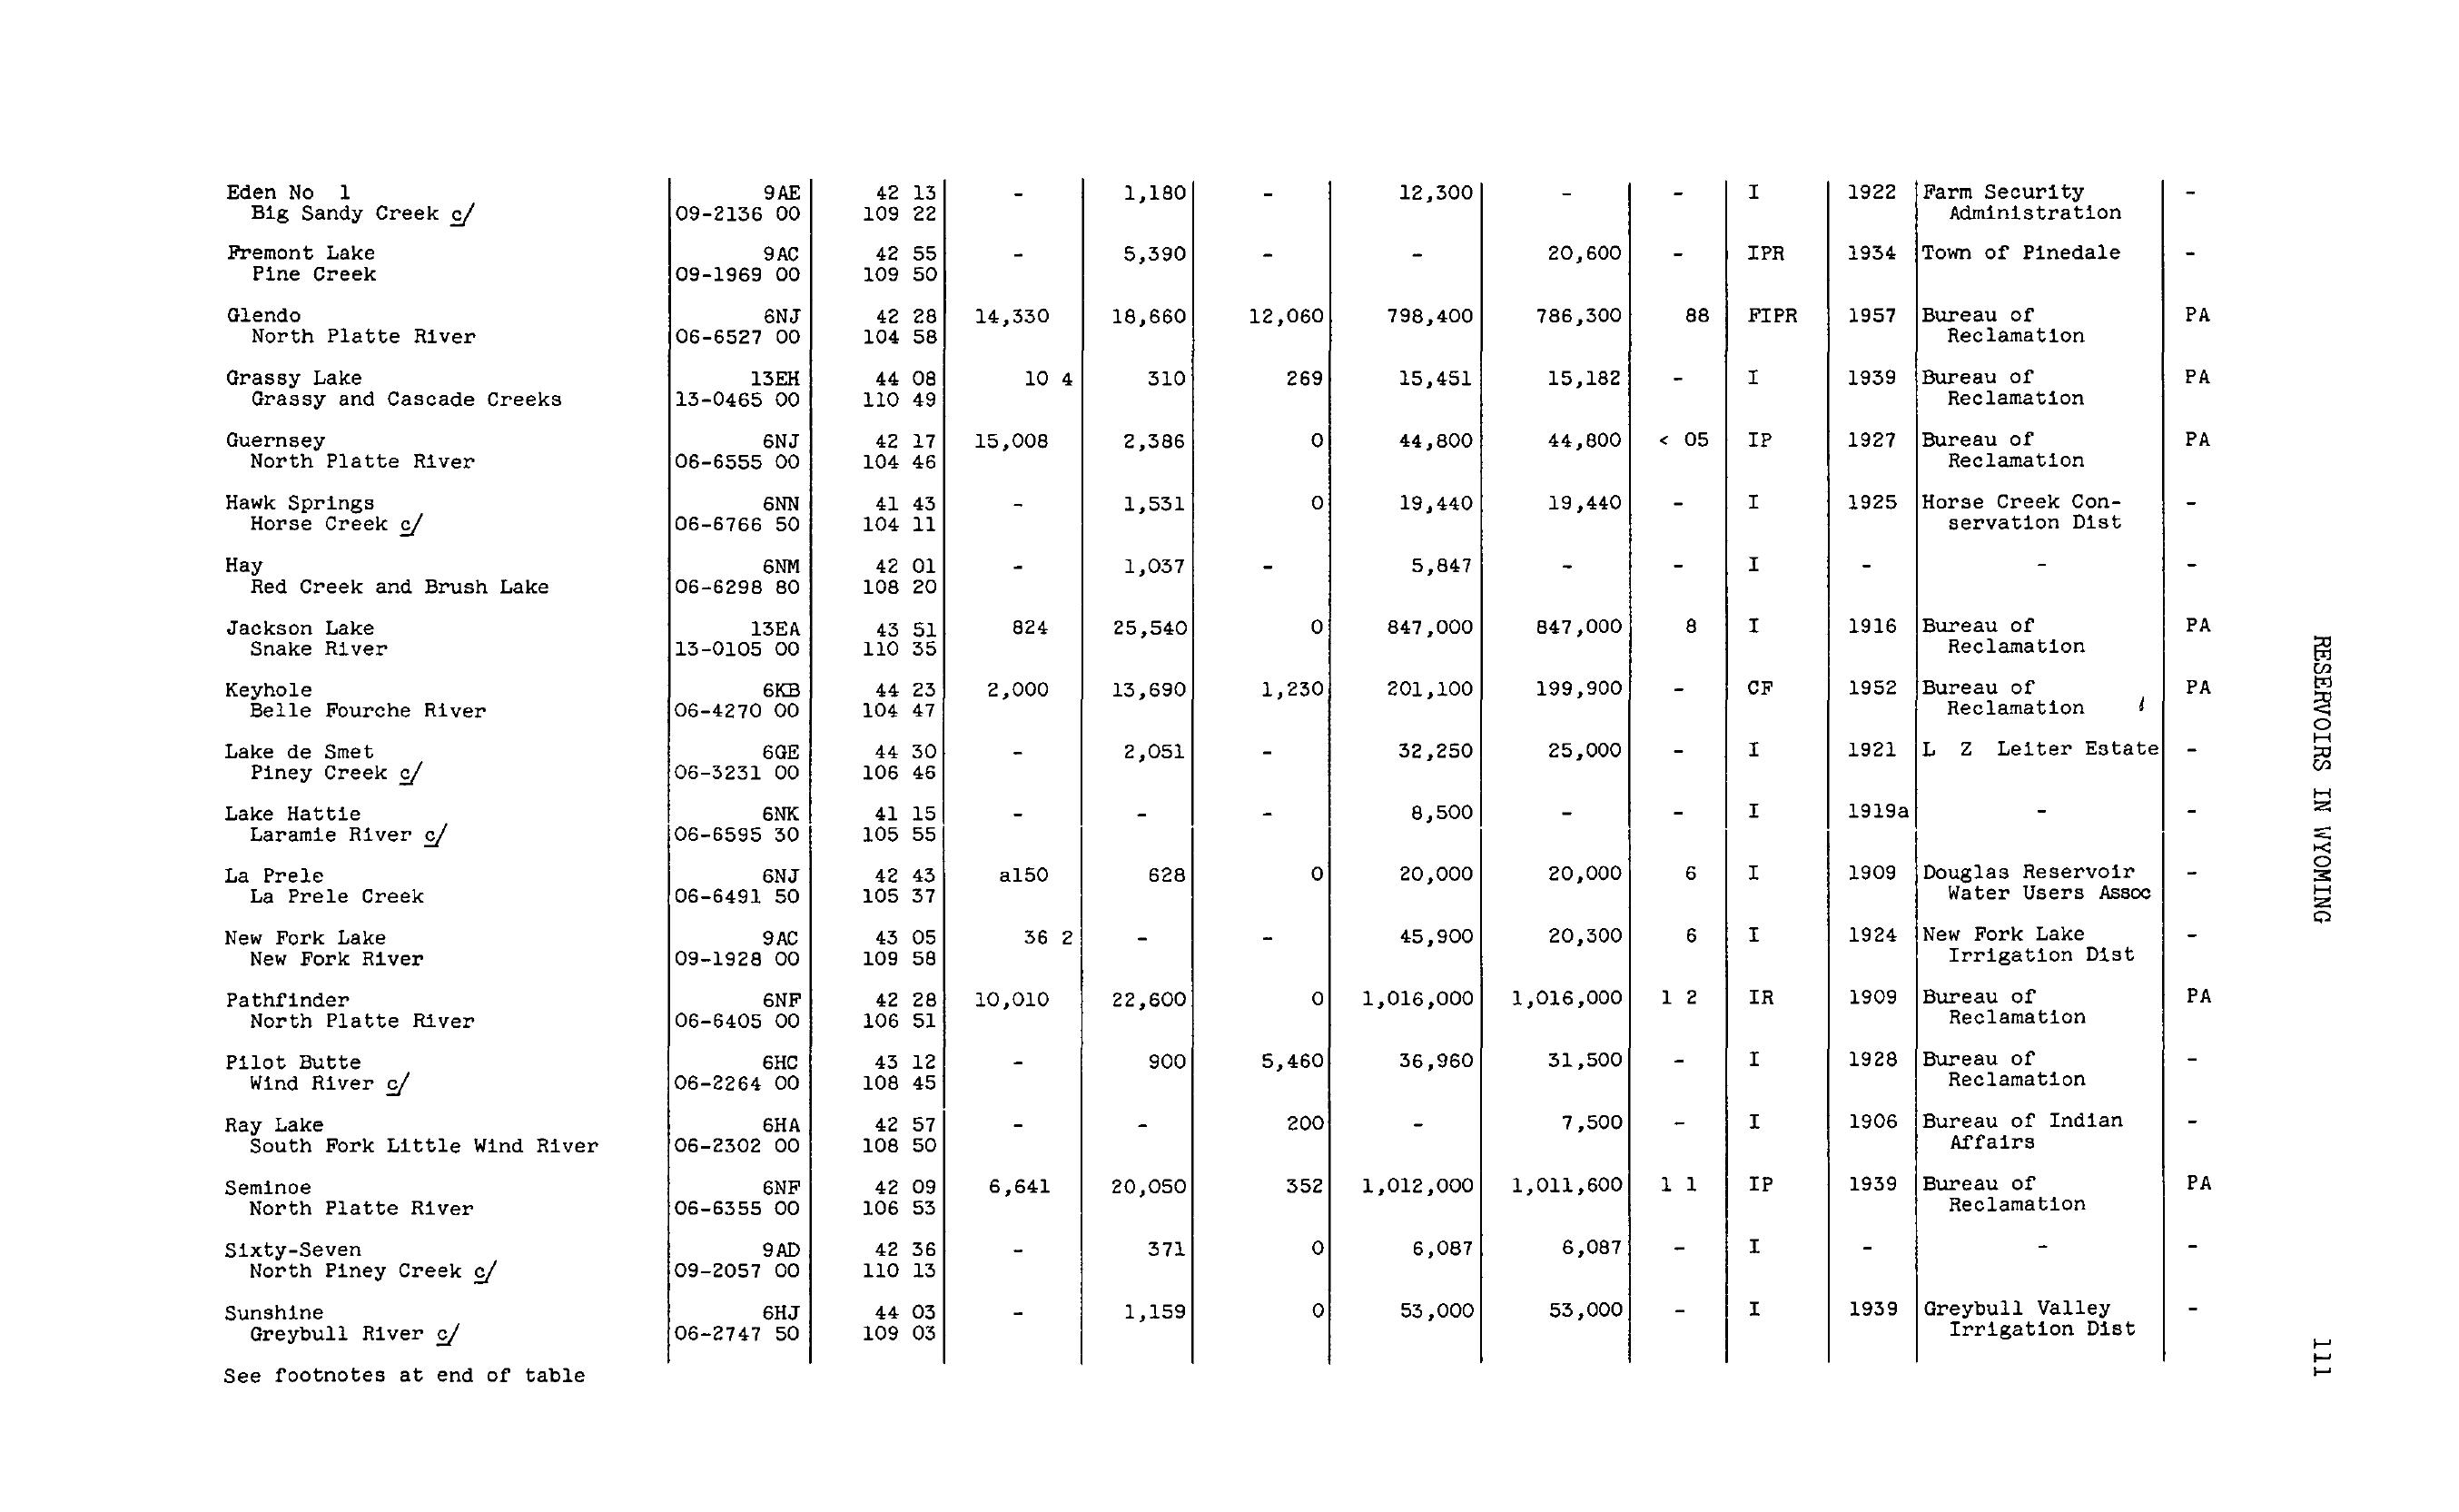 Eden No 1 9AE 42 13 - 1,180 - 12,300 - - I 1922 Farm Security -
Big Sandy Creek c/ 09-2136 00 109 22 Administration
Fremont Lake 9AC 42 55 - 5,390 - - 20,600 - IPR 1934 Town of Pinedale -
Pine Creek 09-1969 00 109 50
Glendo 6NJ 42 28 14,330 18,660 12,060 798,400 786,300 88 FIPR 1957 Bureau of PA
North Platte River 06-6527 00 104 58 Reclamation
Grassy Lake 13EH 44 08 10 4 310 269 15,451 15,182 - I 1939 Bureau of PA
Grassy and Cascade Creeks 13-0465 00 110 49 Reclamation
Guernsey 6NJ 42 17 15,008 2,386 0 44,800 44,800 < 05 IP 1927 Bureau of PA
North Platte River 06-6555 00 104 46 Reclamation
Hawk Springs 6NN 41 43 - 1,531 0 19,440 19,440 - I 1925 Horse Creek Con- -
Horse Creek c/ 06-6766 50 104 11 servation Dist
Hay 6NM 42 01 - 1,037 - 5,847 - - I - - -
Red Creek and Brush Lake 06-6298 80 108 20
Jackson Lake 13EA 43 51 824 25,540 0 847,000 847,000 8 I 1916 Bureau of PA
Snake River 13-0105 00 110 35 Reclamation
Keyhole 6KB 44 23 2,000 13,690 1,230 201,100 199,900 - CF 1952 Bureau of PA
Belle Fourche River 06-4270 00 104 47 Reclamation
Lake de Smet 6GE 44 30 - 2,051 - 32,250 25,000 - I 1921 L Z Leiter Estate -
Piney Creek c/ 06-3231 00 106 46
Lake Hattie 6NK 41 15 - - - 8,500 - - I 1919a - -
Laramie River c/ 06-6595 30 105 55
La Prele 6NJ 42 43 a150 628 0 20,000 20,000 6 I 1909 Douglas Reservoir -
La Prele Creek 06-6491 50 105 37 Water Users Assoc
New Fork Lake 9AC 43 05 36 2 - - 45,900 20,300 6 I 1924 New Fork Lake -
New Fork River 09-1928 00 109 58 Irrigation Dist
Pathfinder 6NF 42 28 10,010 22,600 0 1,016,000 1,016,000 1 2 IR 1909 Bureau of PA
North Platte River 06-6405 00 106 51 Reclamation
Pilot Butte 6HC 43 12 - 900 5,460 36,960 31,500 - I 1928 Bureau of -
Wind River c/ 06-2264 00 108 45 Reclamation
Ray Lake 6HA 42 57 - - 200 - 7,500 - I 1906 Bureau of Indian -
South Fork Little Wind River 06-2302 00 108 50 Affairs
Seminoe 6NF 42 09 6,641 20,050 352 1,012,000 1,011,600 1 1 IP 1939 Bureau of PA
North Platte River 06-6355 00 106 53 Reclamation
Sixty-Seven 9AD 42 36 - 371 0 6,087 6,087 - I - - -
North Piney Creek c/ 09-2057 00 110 13
Sunshine 6HJ 44 03 - 1,159 0 53,000 53,000 - I 1939 Greybull Valley -
Greybull River c/ 06-2747 50 109 03 Irrigation Dist
See footnotes at end of table
RESERVOIRS IN WYOMING
111